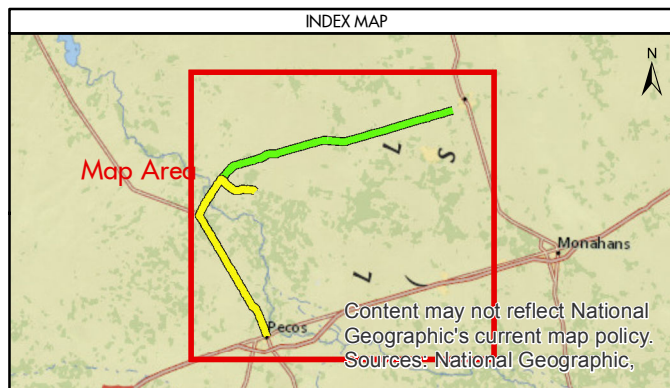 INDEX MAP
N
Map Area
L
S
Monahans
L
(
Pecos
Content may not reflect National
Geographic's current map policy.
Sources: National Geographic,